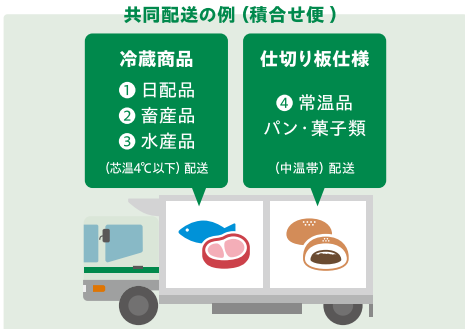 共同配送の例（積合せ便）
冷蔵商品
❶日配品
❷畜産品
❸水産品
（芯温4℃以下）配送
仕切り板仕様
❹常温品
パン・菓子類
（中温帯）配送